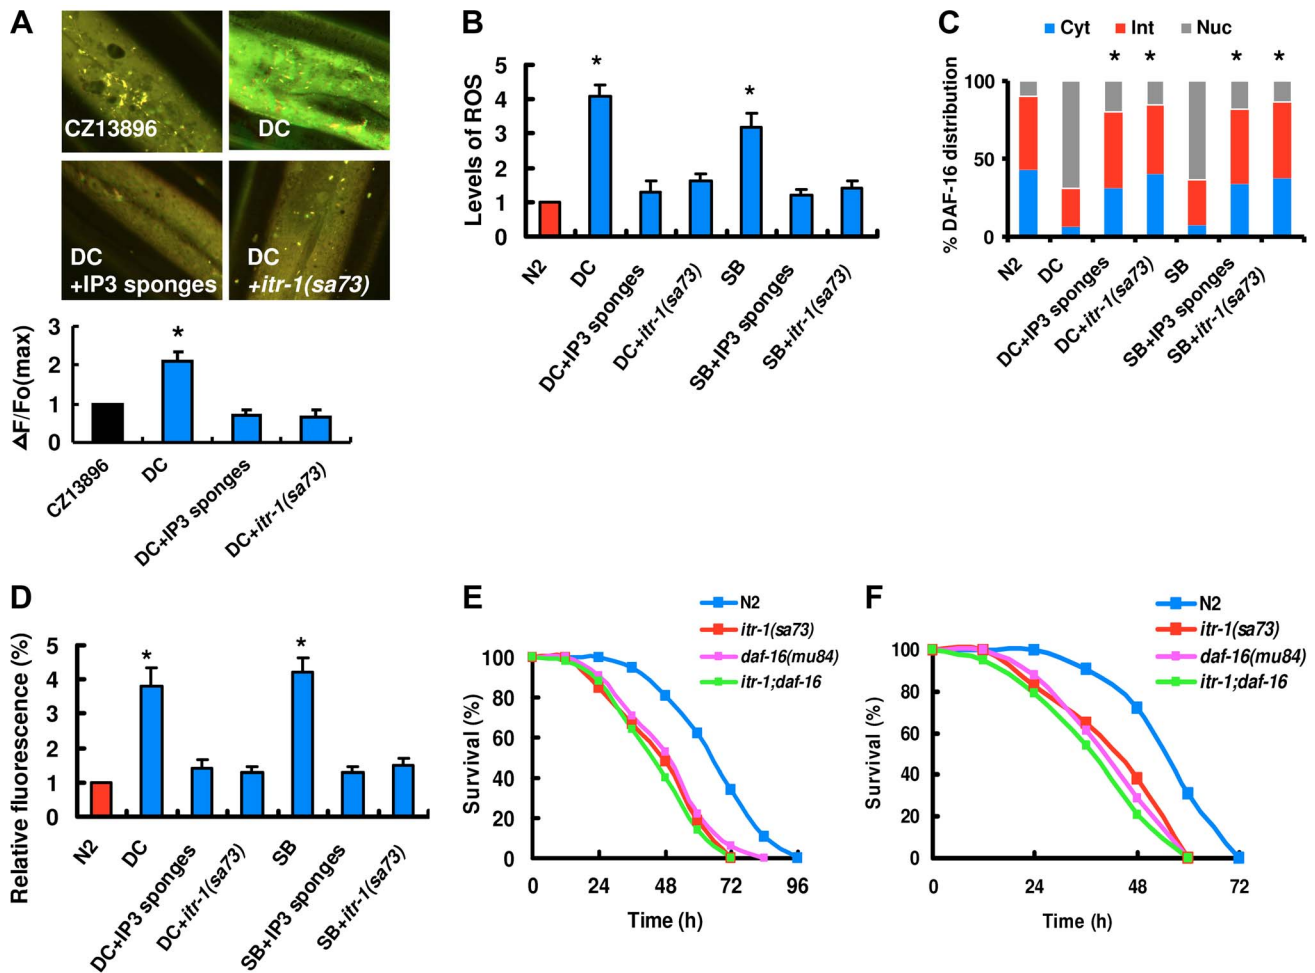 A
CZ13896
DC
DC
+IP3 sponges
DC
+itr-1(sa73)
3
2
1
0
ΔF/Fo(max)
*
CZ13896
DC
DC+IP3 sponges
DC+itr-1(sa73)
B
5
4
3
2
1
0
Levels of ROS
*
*
N2
DC
DC+IP3 sponges
DC+itr-1(sa73)
SB
SB+IP3 sponges
SB+itr-1(sa73)
C
Cyt Int Nuc
* * * *
100
50
0
% DAF-16 distribution
N2
DC
DC+IP3 sponges
DC+itr-1(sa73)
SB
SB+IP3 sponges
SB+itr-1(sa73)
D
5
4
3
2
1
0
Relative fluorescence (%)
*
*
N2
DC
DC+IP3 sponges
DC+itr-1(sa73)
SB
SB+IP3 sponges
SB+itr-1(sa73)
E
N2
itr-1(sa73)
daf-16(mu84)
itr-1;daf-16
100
80
60
40
20
0
Survival (%)
0 24 48 72 96
Time (h)
F
N2
itr-1(sa73)
daf-16(mu84)
itr-1;daf-16
100
80
60
40
20
0
Survival (%)
0 24 48 72
Time (h)